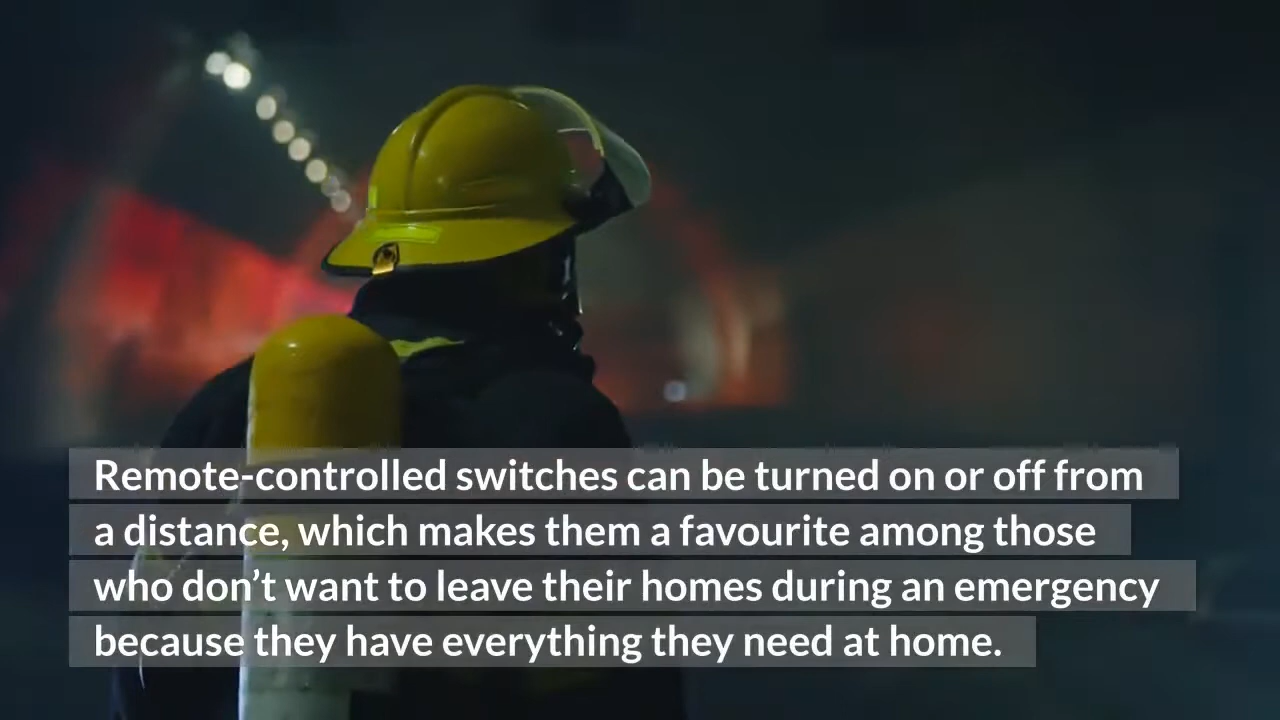 Remote-controlled switches can be turned on or off from
a distance, which makes them a favourite among those
who don’t want to leave their homes during an emergency
because they have everything they need at home.